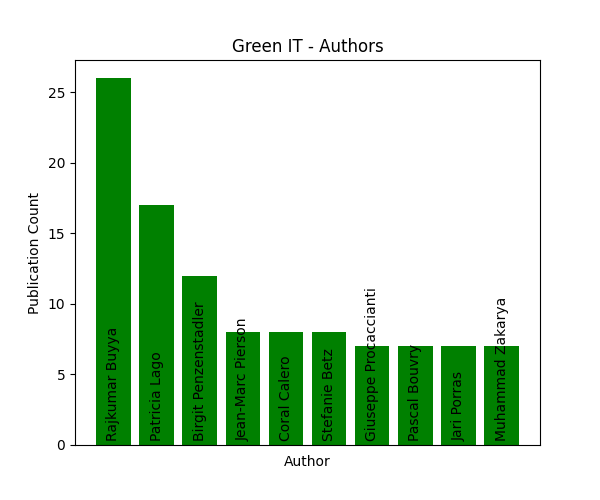 Green IT - Authors
Publication Count
25
20
15
10
5
0
Rajkumar Buyya
Patricia Lago
Birgit Penzenstadler
Jean-Marc Pierson
Coral Calero
Stefanie Betz
Giuseppe Procaccianti
Pascal Bouvry
Jari Porras
Muhammad Zakarya
Author